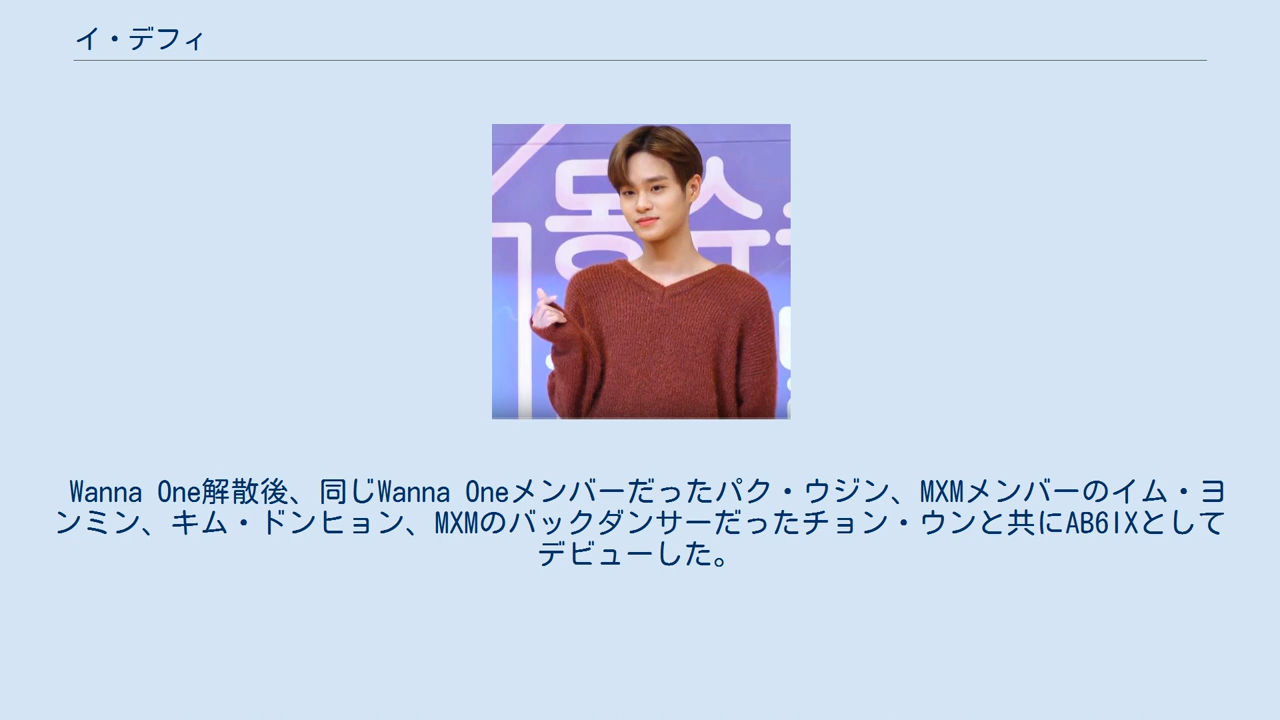 イ・デフィ
동수
Wanna One解散後、同じWanna Oneメンバーだったパク・ウジン、MXMメンバーのイム・ヨ
ンミン、キム・ドンヒョン、MXMのバックダンサーだったチョン・ウンと共にAB6IXとして
デビューした。